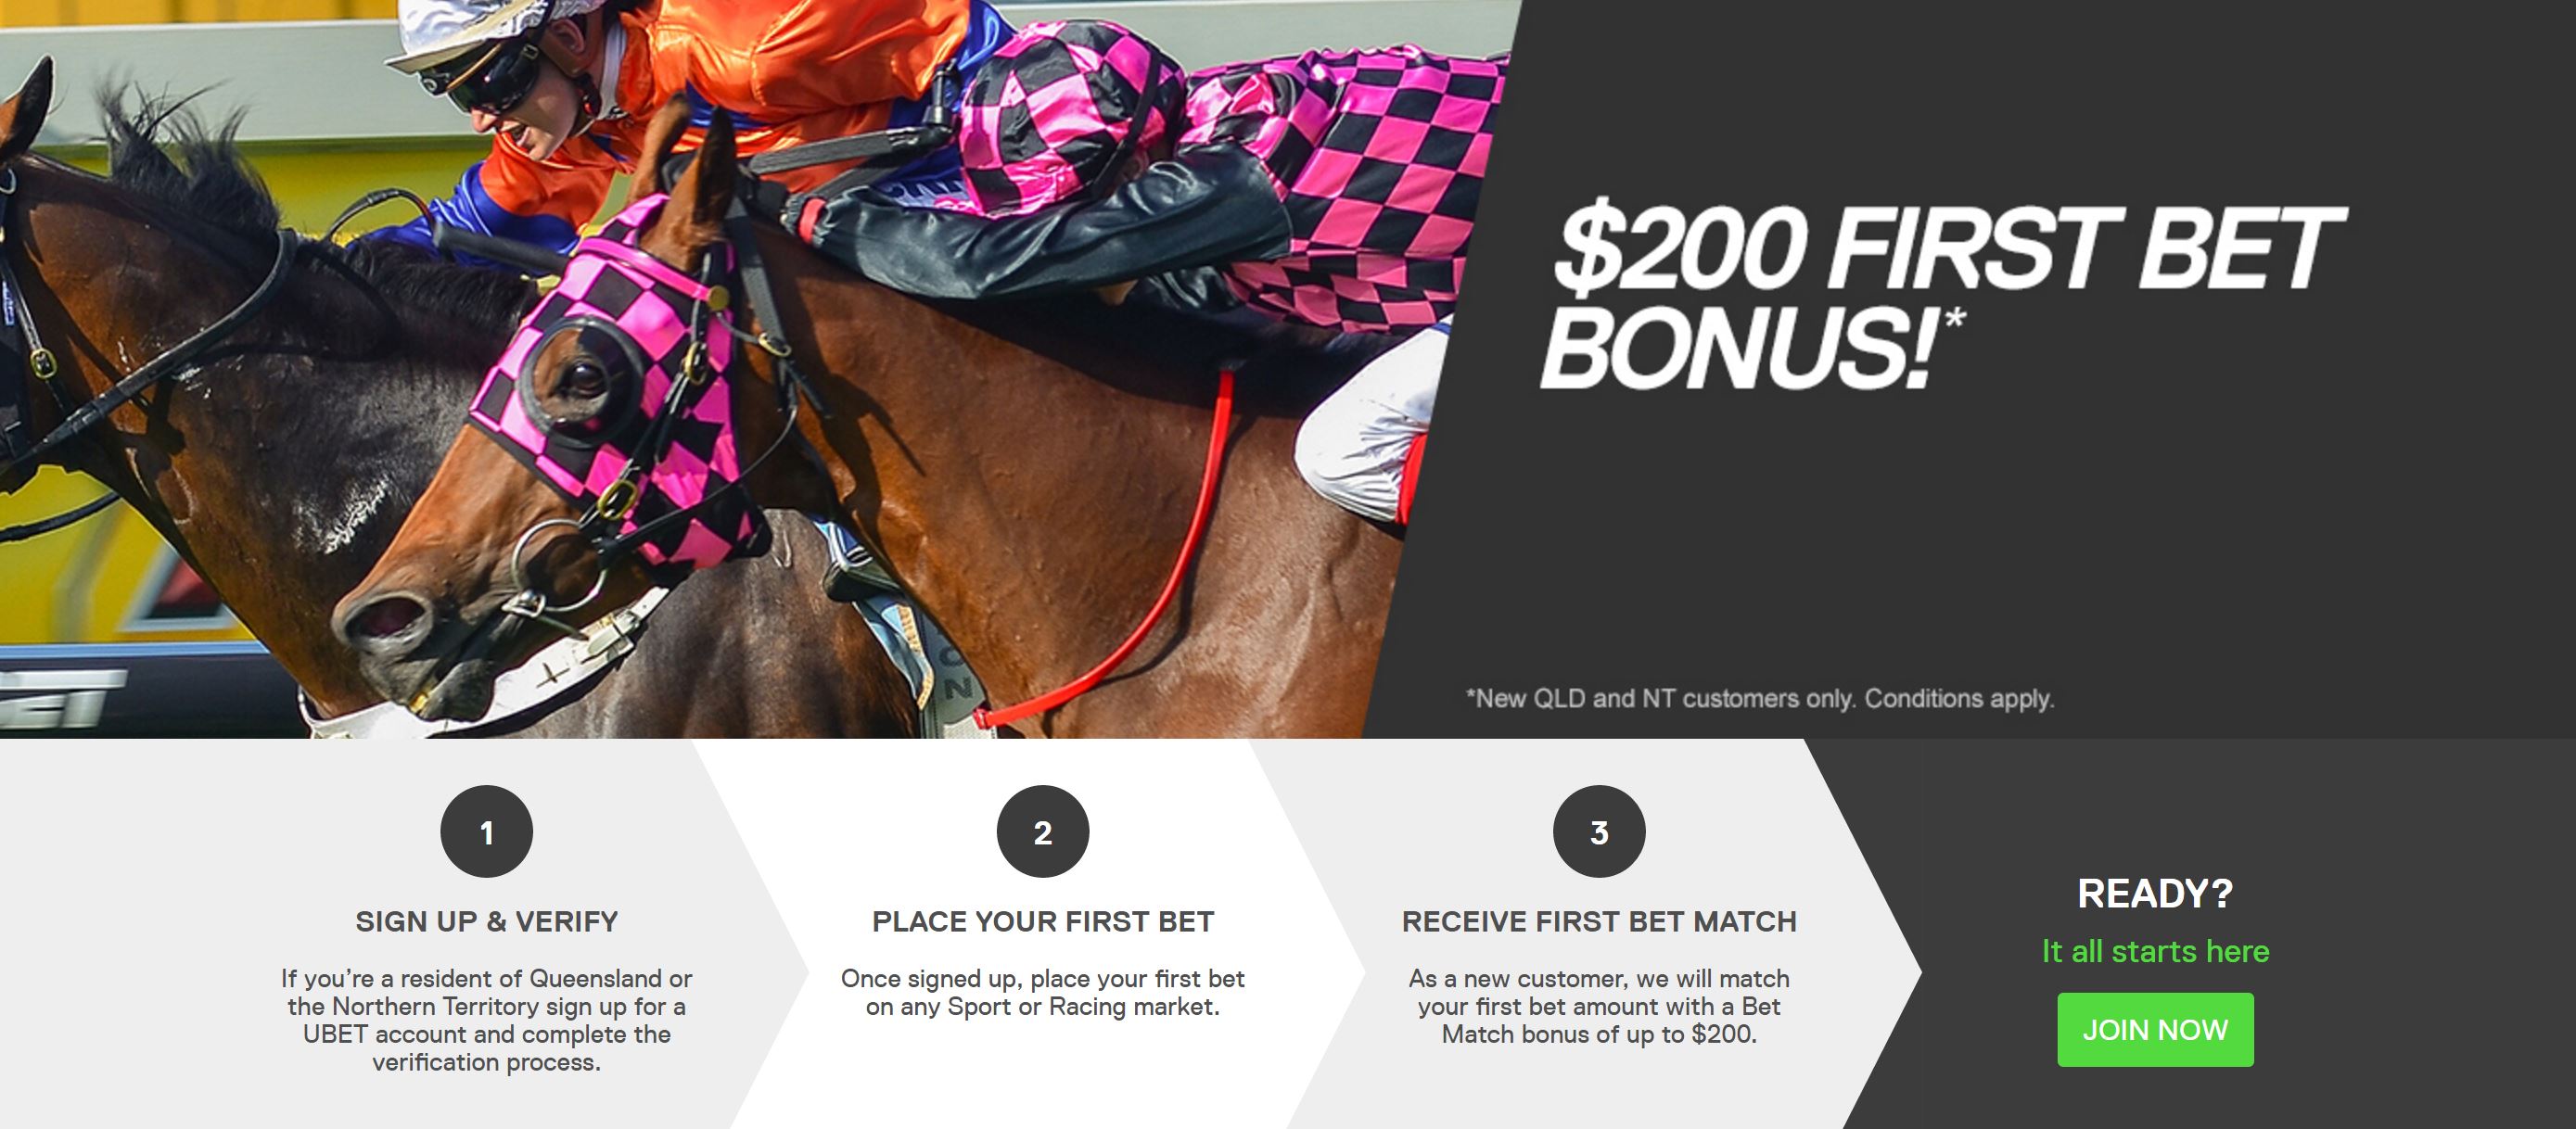 $200 FIRST BET
BONUS!*
*New QLD and NT customers only. Conditions apply.
1
SIGN UP & VERIFY
If you’re a resident of Queensland or
the Northern Territory sign up for a
UBET account and complete the
verification process.
2
PLACE YOUR FIRST BET
Once signed up, place your first bet
on any Sport or Racing market.
3
RECEIVE FIRST BET MATCH
As a new customer, we will match
your first bet amount with a Bet
Match bonus of up to $200.
READY?
It all starts here
JOIN NOW